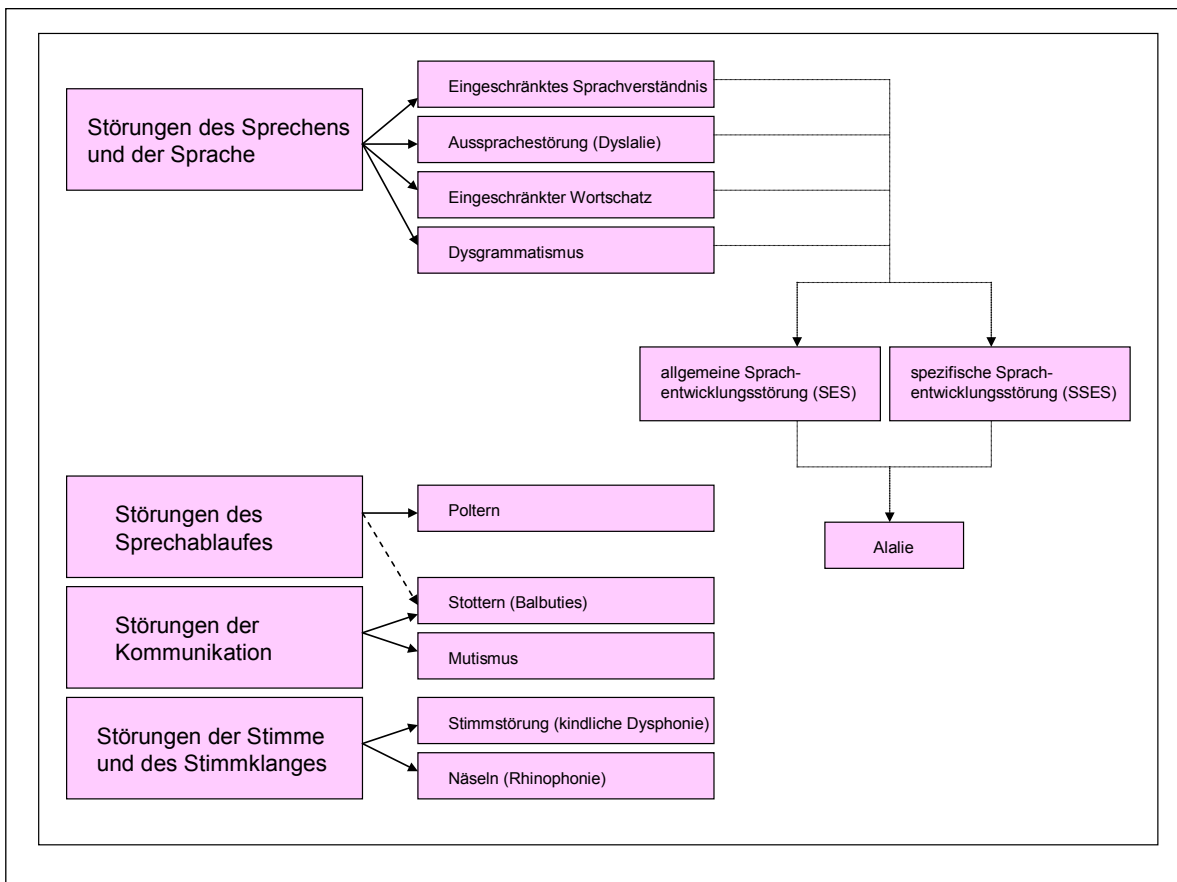 Störungen des Sprechens
und der Sprache
Eingeschränktes Sprachverständnis
Aussprachestörung (Dyslalie)
Eingeschränkter Wortschatz
Dysgrammatismus
allgemeine Sprach-
entwicklungsstörung (SES)
spezifische Sprach-
entwicklungsstörung (SSES)
Alalie
Störungen des
Sprechablaufes
Poltern
Stottern (Balbuties)
Störungen der
Kommunikation
Mutismus
Störungen der Stimme
und des Stimmklanges
Stimmstörung (kindliche Dysphonie)
Näseln (Rhinophonie)